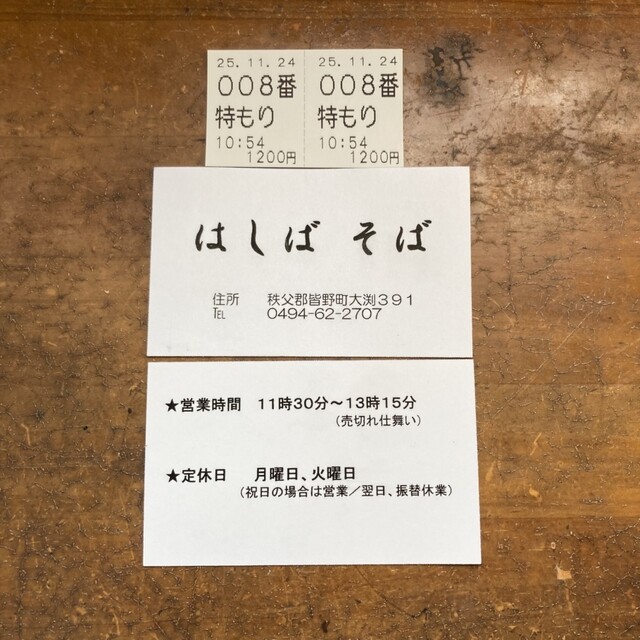 25.11.24
008番
特もり
10:54
1200円
25.11.24
008番
特もり
10:54
1200円
はしば そば
住所 秩父郡皆野町大渕３９１
℡ 0494-62-2707
★営業時間 11時30分～13時15分
(売切れ仕舞い)
★定休日 月曜日、火曜日
(祝日の場合は営業／翌日、振替休業)